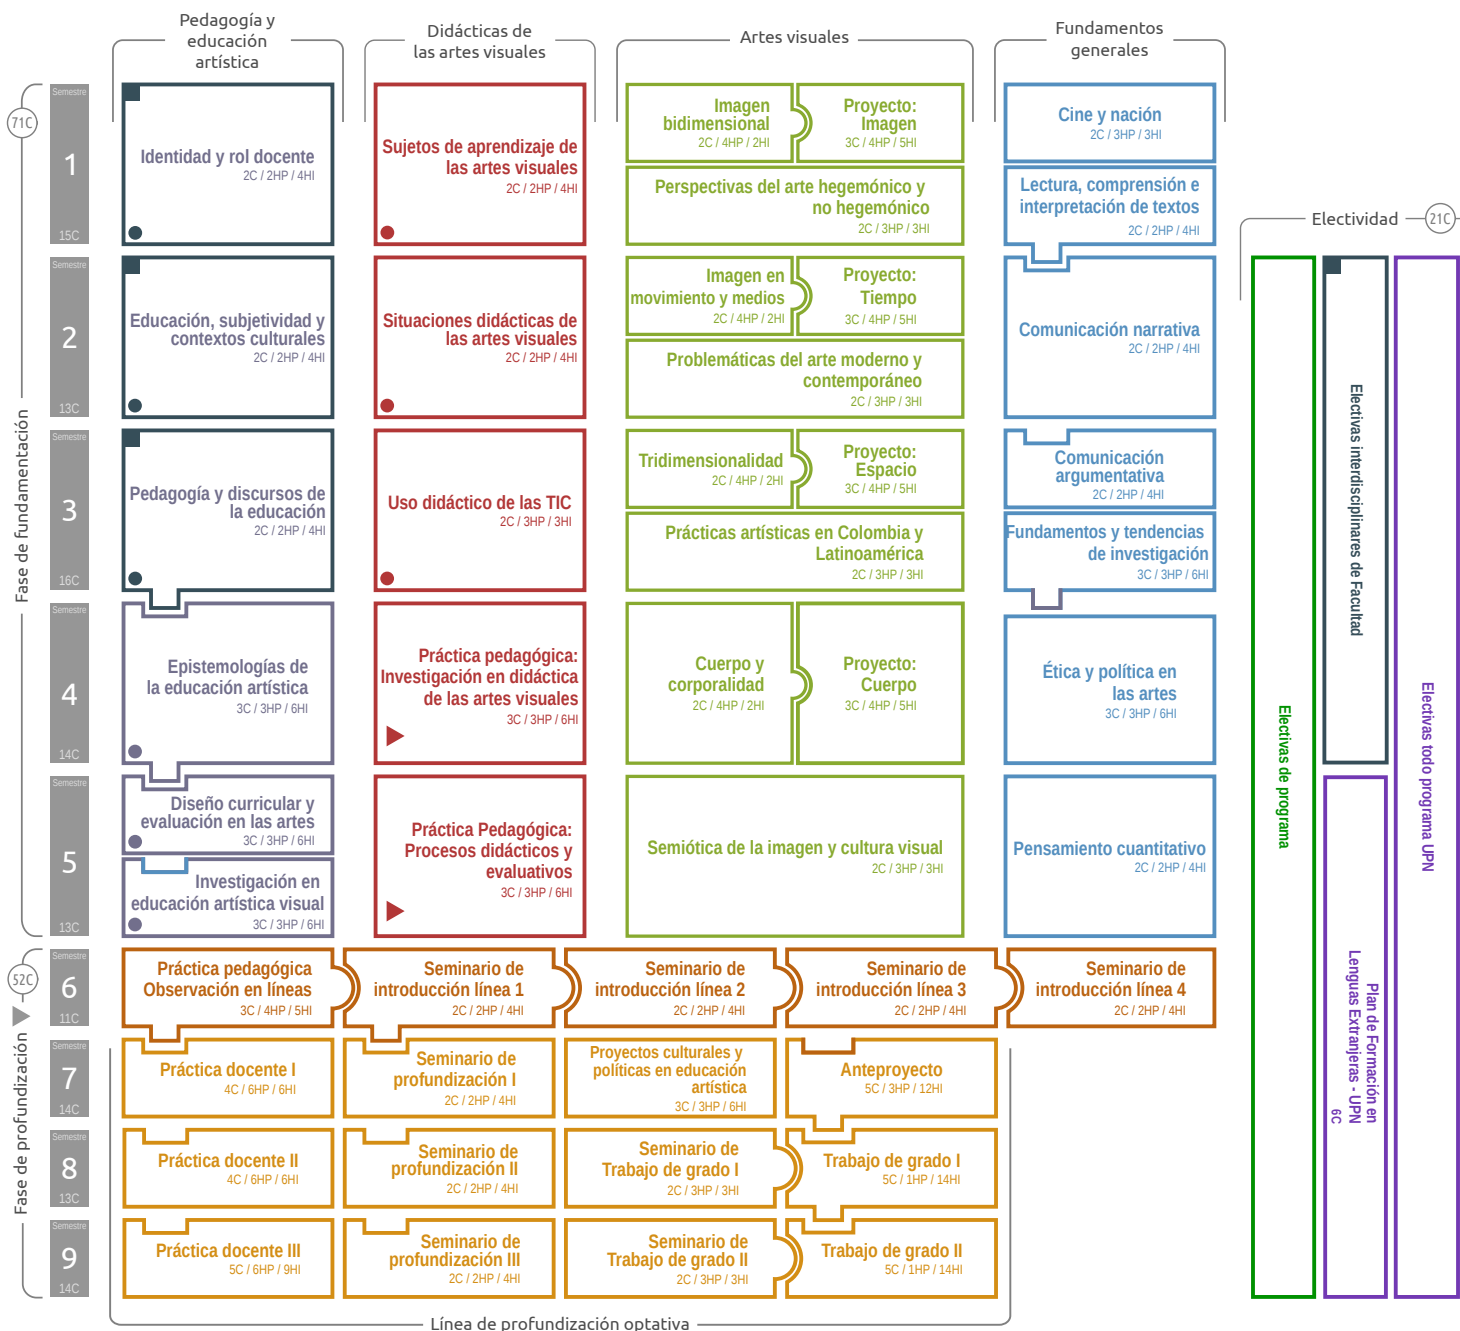 Pedagogía y
educación
artística
Didácticas de
las artes visuales
Artes visuales
Fundamentos
generales
71C
Fase de fundamentación
Semestre
1
15C
Identidad y rol docente
2C / 2HP / 4HI
Sujetos de aprendizaje de
las artes visuales
2C / 2HP / 4HI
Imagen
bidimensional
2C / 4HP / 2HI
Proyecto:
Imagen
3C / 4HP / 5HI
Perspectivas del arte hegemónico y
no hegemónico
2C / 3HP / 3HI
Cine y nación
2C / 3HP / 3HI
Lectura, comprensión e
interpretación de textos
2C / 2HP / 4HI
Semestre
2
13C
Educación, subjetividad y
contextos culturales
2C / 2HP / 4HI
Situaciones didácticas de
las artes visuales
2C / 2HP / 4HI
Imagen en
movimiento y medios
2C / 4HP / 2HI
Proyecto:
Tiempo
3C / 4HP / 5HI
Problemáticas del arte moderno y
contemporáneo
2C / 3HP / 3HI
Comunicación narrativa
2C / 2HP / 4HI
Semestre
3
16C
Pedagogía y discursos de
la educación
2C / 2HP / 4HI
Uso didáctico de las TIC
2C / 3HP / 3HI
Tridimensionalidad
2C / 4HP / 2HI
Proyecto:
Espacio
3C / 4HP / 5HI
Prácticas artísticas en Colombia y
Latinoamérica
2C / 3HP / 3HI
Comunicación
argumentativa
2C / 2HP / 4HI
Fundamentos y tendencias
de investigación
3C / 3HP / 6HI
Semestre
4
14C
Epistemologías de
la educación artística
3C / 3HP / 6HI
Práctica pedagógica:
Investigación en didáctica
de las artes visuales
3C / 3HP / 6HI
Cuerpo y
corporalidad
2C / 4HP / 2HI
Proyecto:
Cuerpo
3C / 4HP / 5HI
Ética y política en
las artes
3C / 3HP / 6HI
Semestre
5
13C
Diseño curricular y
evaluación en las artes
3C / 3HP / 6HI
Investigación en
educación artística visual
3C / 3HP / 6HI
Práctica Pedagógica:
Procesos didácticos y
evaluativos
3C / 3HP / 6HI
Semiótica de la imagen y cultura visual
2C / 3HP / 3HI
Pensamiento cuantitativo
2C / 2HP / 4HI
52C
Fase de profundización
Semestre
6
11C
Práctica pedagógica
Observación en líneas
3C / 4HP / 5HI
Seminario de
introducción línea 1
2C / 2HP / 4HI
Seminario de
introducción línea 2
2C / 2HP / 4HI
Seminario de
introducción línea 3
2C / 2HP / 4HI
Seminario de
introducción línea 4
2C / 2HP / 4HI
Semestre
7
14C
Práctica docente I
4C / 6HP / 6HI
Seminario de
profundización I
2C / 2HP / 4HI
Proyectos culturales y
políticas en educación
artística
3C / 3HP / 6HI
Anteproyecto
5C / 3HP / 12HI
Semestre
8
13C
Práctica docente II
4C / 6HP / 6HI
Seminario de
profundización II
2C / 2HP / 4HI
Seminario de
Trabajo de grado I
2C / 3HP / 3HI
Trabajo de grado I
5C / 1HP / 14HI
Semestre
9
14C
Práctica docente III
5C / 6HP / 9HI
Seminario de
profundización III
2C / 2HP / 4HI
Seminario de
Trabajo de grado II
2C / 3HP / 3HI
Trabajo de grado II
5C / 1HP / 14HI
Línea de profundización optativa
Electividad
21C
Electivas de programa
Electivas interdisciplinares de Facultad
Plan de Formación en
Lenguas Extranjeras - UPN
6C
Electivas todo programa UPN